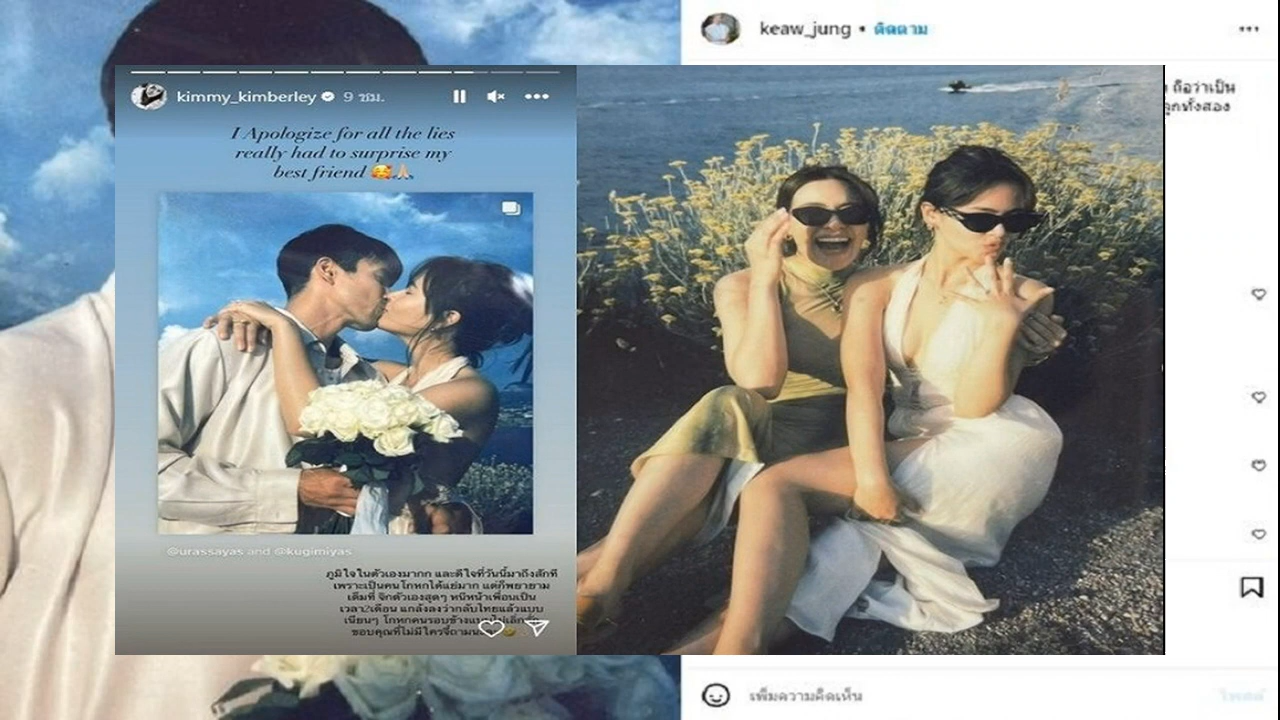 keaw_jung • ติดตาม
ถือว่าเป็น
ลูกทั้งสอง
kimmy_kimberley 9 ชม.
I Apologize for all the lies
really had to surprise my
best friend 🥰🙏🏻
@urassayas and @kugimiyas
ภูมิใจในตัวเองมากก และดีใจที่วันนี้มาถึงสักที
เพราะเป็นคนโกหกได้แย่มาก แต่ก็พยายาม
เต็มที่ จิกตัวเองสุดๆ หนีหน้าเพื่อนเป็น
เวลา2เดือน แกล้งลงว่ากลับไทยแล้วแบบ
เนียนๆ โกหกคนรอบข้าง
ขอบคุณที่ไม่มีใครจี้ถาม
เพิ่มความคิดเห็น
โพสต์